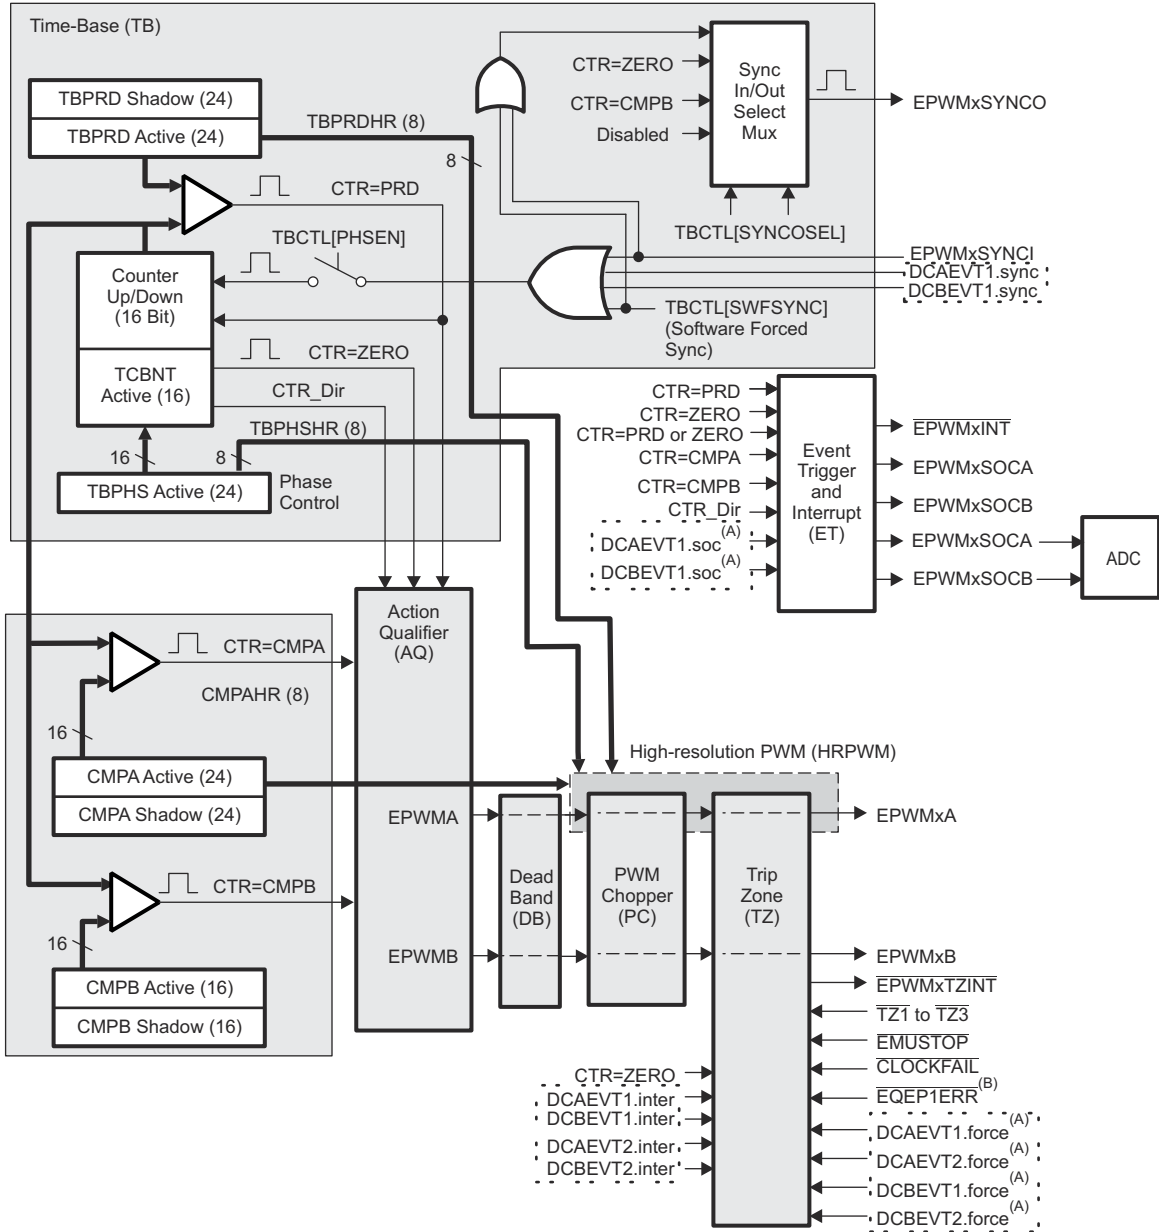 Time-Base (TB)
TBPRD Shadow (24)
TBPRD Active (24)
TBPRDHR (8)
8
CTR=PRD
TBCTL[PHSEN]
Counter
Up/Down
(16 Bit)
TCBNT
Active (16)
CTR=ZERO
CTR_Dir
TBPHSHR (8)
16
8
TBPHS Active (24)
Phase
Control
CTR=ZERO
CTR=CMPB
Disabled
Sync
In/Out
Select
Mux
EPWMxSYNCO
TBCTL[SYNCOSEL]
EPWMxSYNCI
DCAEVT1.sync
DCBEVT1.sync
TBCTL[SWFSYNC]
(Software Forced
Sync)
CTR=PRD
CTR=ZERO
CTR=PRD or ZERO
CTR=CMPA
CTR=CMPB
CTR_Dir
DCAEVT1.soc(A)
DCBEVT1.soc(A)
Event
Trigger
and
Interrupt
(ET)
EPWMxINT
EPWMxSOCA
EPWMxSOCB
EPWMxSOCA
EPWMxSOCB
ADC
Action
Qualifier
(AQ)
CTR=CMPA
CMPAHR (8)
16
CMPA Active (24)
CMPA Shadow (24)
CTR=CMPB
16
CMPB Active (16)
CMPB Shadow (16)
EPWMA
EPWMB
High-resolution PWM (HRPWM)
Dead
Band
(DB)
PWM
Chopper
(PC)
Trip
Zone
(TZ)
EPWMxA
EPWMxB
EPWMxTZINT
TZ1 to TZ3
EMUSTOP
CLOCKFAIL
EQEP1ERR(B)
DCAEVT1.force(A)
DCAEVT2.force(A)
DCBEVT1.force(A)
DCBEVT2.force(A)
CTR=ZERO
DCAEVT1.inter
DCBEVT1.inter
DCAEVT2.inter
DCBEVT2.inter